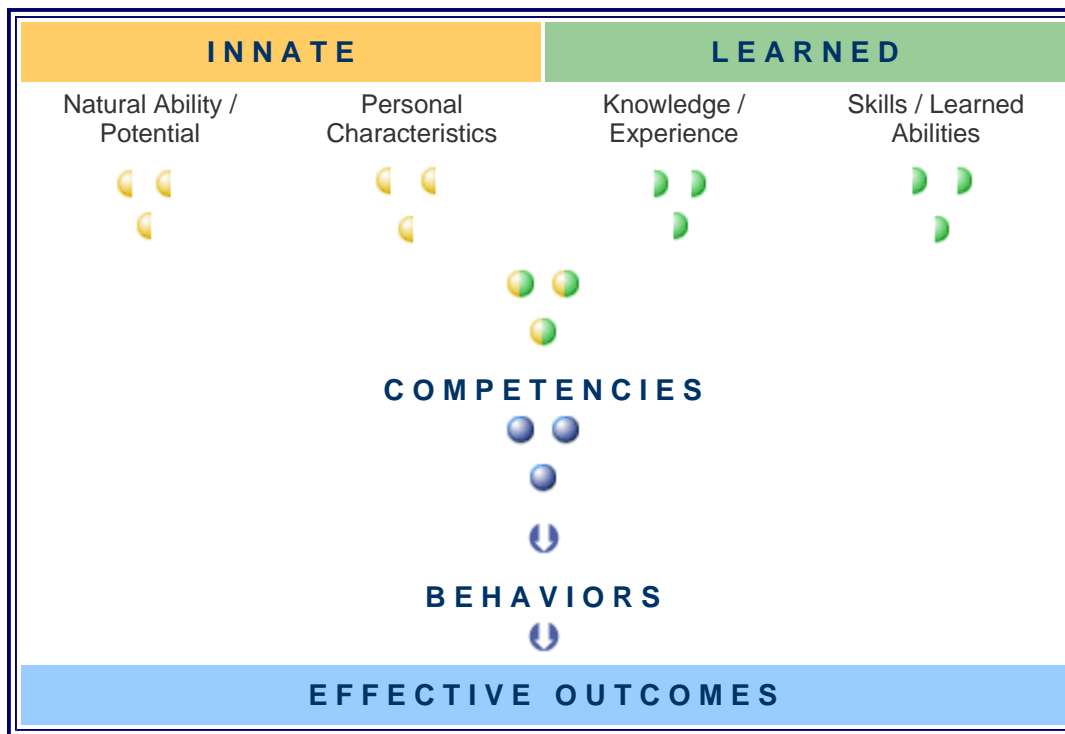 INNATE
LEARNED
Natural Ability /
Potential
Personal
Characteristics
Knowledge /
Experience
Skills / Learned
Abilities
COMPETENCIES
BEHAVIORS
EFFECTIVE OUTCOMES